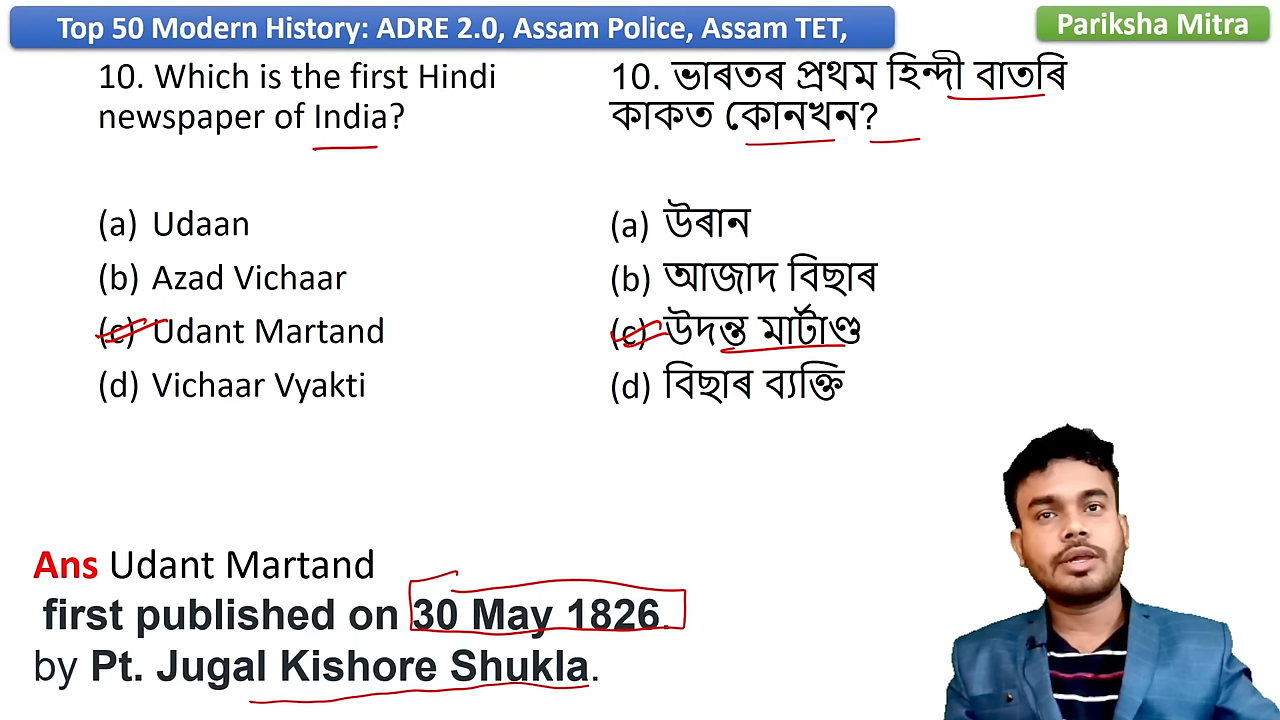 Top 50 Modern History: ADRE 2.0, Assam Police, Assam TET,
Pariksha Mitra
10. Which is the first Hindi
newspaper of India?
(a) Udaan
(b) Azad Vichaar
(c) Udant Martand
(d) Vichaar Vyakti
10. ভাৰতৰ প্ৰথম হিন্দী বাতৰি
কাকত কোনখন?
(a) উৰান
(b) আজাদ বিছাৰ
(c) উদন্ত মাৰ্টাণ্ড
(d) বিছাৰ ব্যক্তি
Ans Udant Martand
first published on 30 May 1826.
by Pt. Jugal Kishore Shukla.